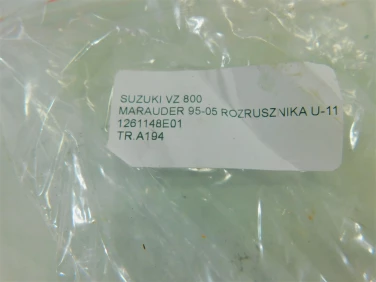 SUZUKI VZ 800
MARAUDER 95-05 ROZRUSZNIKA U-11
1261148E01
TR.A194